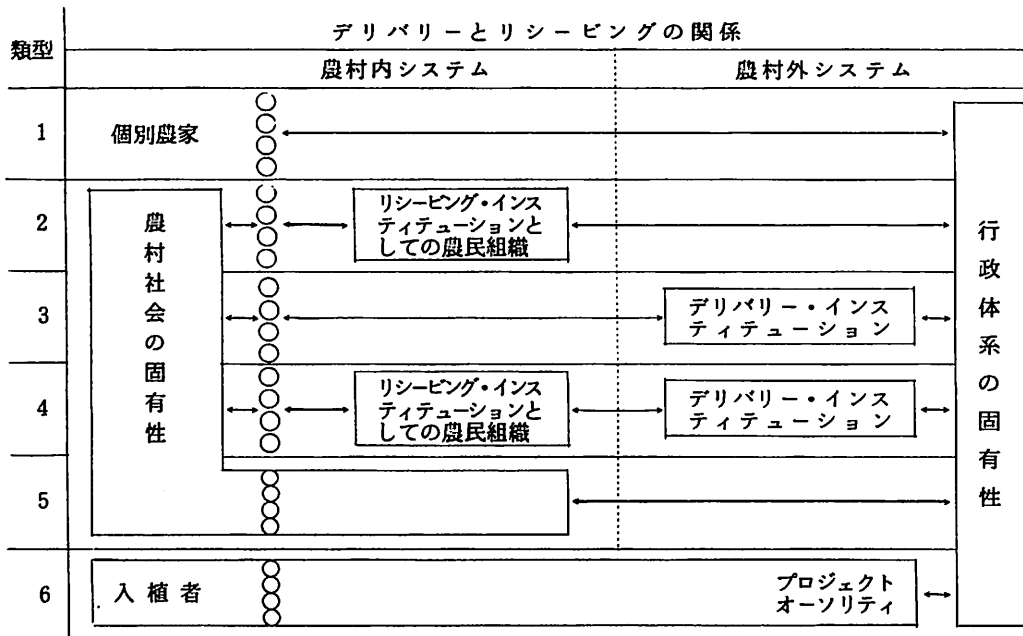 デリバリーとリシービングの関係
類型
農村内システム
農村外システム
1
個別農家
2
農村社会の固有性
リシービング・インス
ティテューションと
しての農民組織
行政体系の固有性
3
デリバリー・インス
ティテューション
4
リシービング・インス
ティテューションと
しての農民組織
デリバリー・インス
ティテューション
5
6
入植者
プロジェクト
オーソリティ